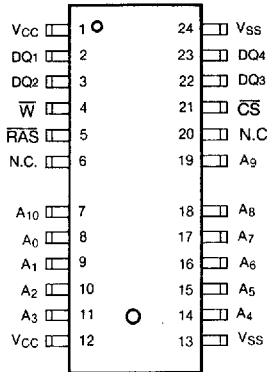 VCC 1 24 VSS
DQ1 2 23 DQ4
DQ2 3 22 DQ3
W̅ 4 21 C̅S̅
R̅A̅S̅ 5 20 N.C
N.C. 6 19 A9
A10 7 18 A8
A0 8 17 A7
A1 9 16 A6
A2 10 15 A5
A3 11 14 A4
VCC 12 13 VSS